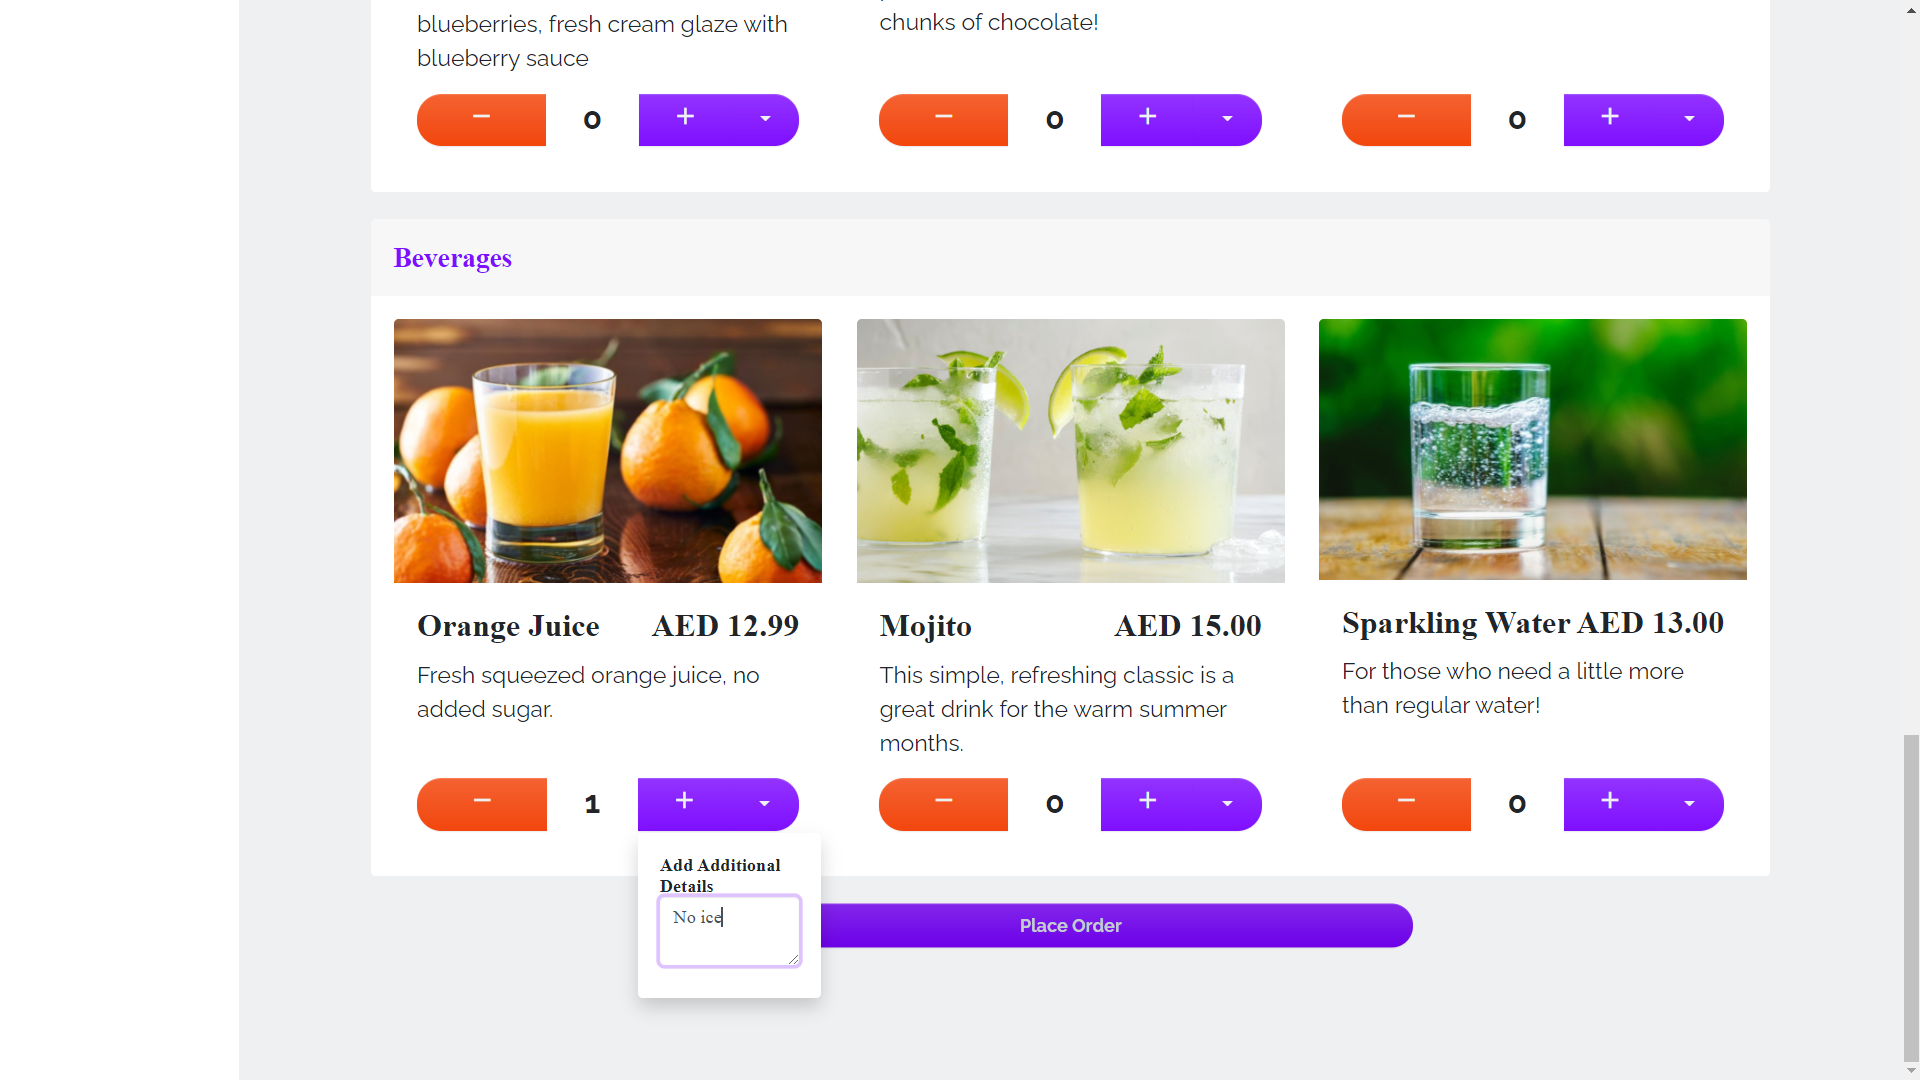 blueberries, fresh cream glaze with
blueberry sauce
chunks of chocolate!
− 0 +
− 0 +
− 0 +
Beverages
Orange Juice AED 12.99
Fresh squeezed orange juice, no
added sugar.
− 1 +
Mojito AED 15.00
This simple, refreshing classic is a
great drink for the warm summer
months.
− 0 +
Sparkling Water AED 13.00
For those who need a little more
than regular water!
− 0 +
Add Additional
Details
No ice
Place Order